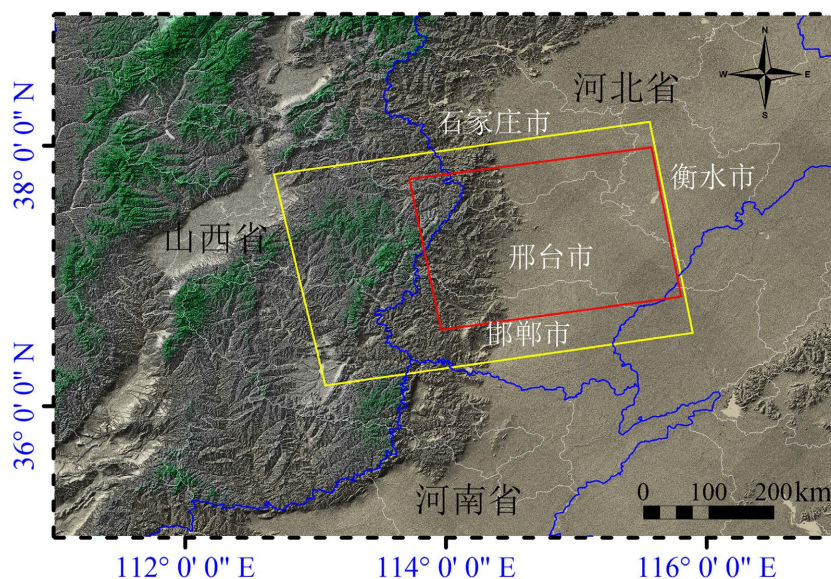 N
W
E
S
河北省
石家庄市
衡水市
山西省
邢台市
邯郸市
河南省
38° 0' 0" N
36° 0' 0" N
0 100 200 km
112° 0' 0" E 114° 0' 0" E 116° 0' 0" E